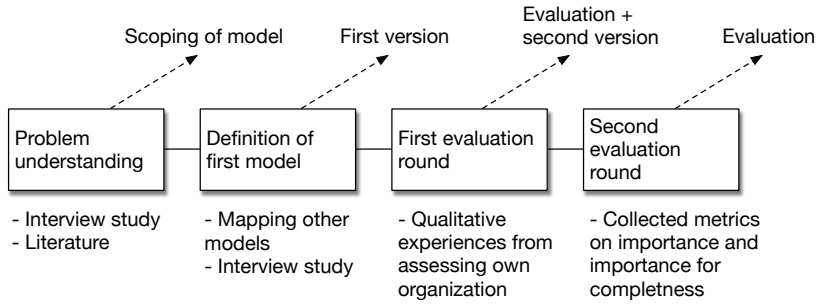 Scoping of model
First version
Evaluation +
second version
Evaluation
Problem
understanding
Definition of
first model
First evaluation
round
Second
evaluation
round
- Interview study
- Literature
- Mapping other
models
- Interview study
- Qualitative
experiences from
assessing own
organization
- Collected metrics
on importance and
importance for
completness